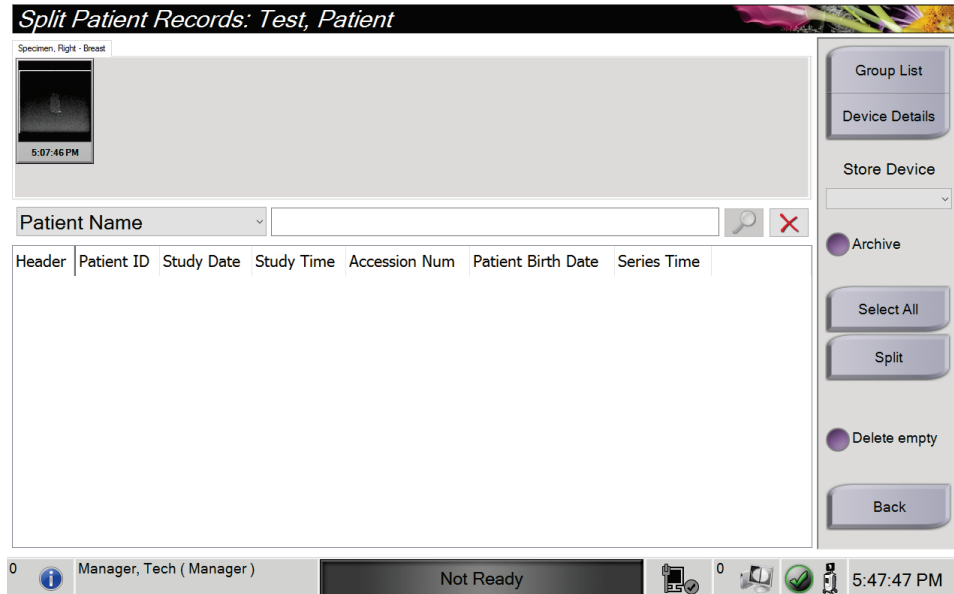 Split Patient Records: Test, Patient
Specimen, Right - Breast
5:07:46 PM
Group List
Device Details
Store Device
Patient Name
Archive
Header Patient ID Study Date Study Time Accession Num Patient Birth Date Series Time
Select All
Split
Delete empty
Back
0 Manager, Tech ( Manager ) Not Ready 0 5:47:47 PM